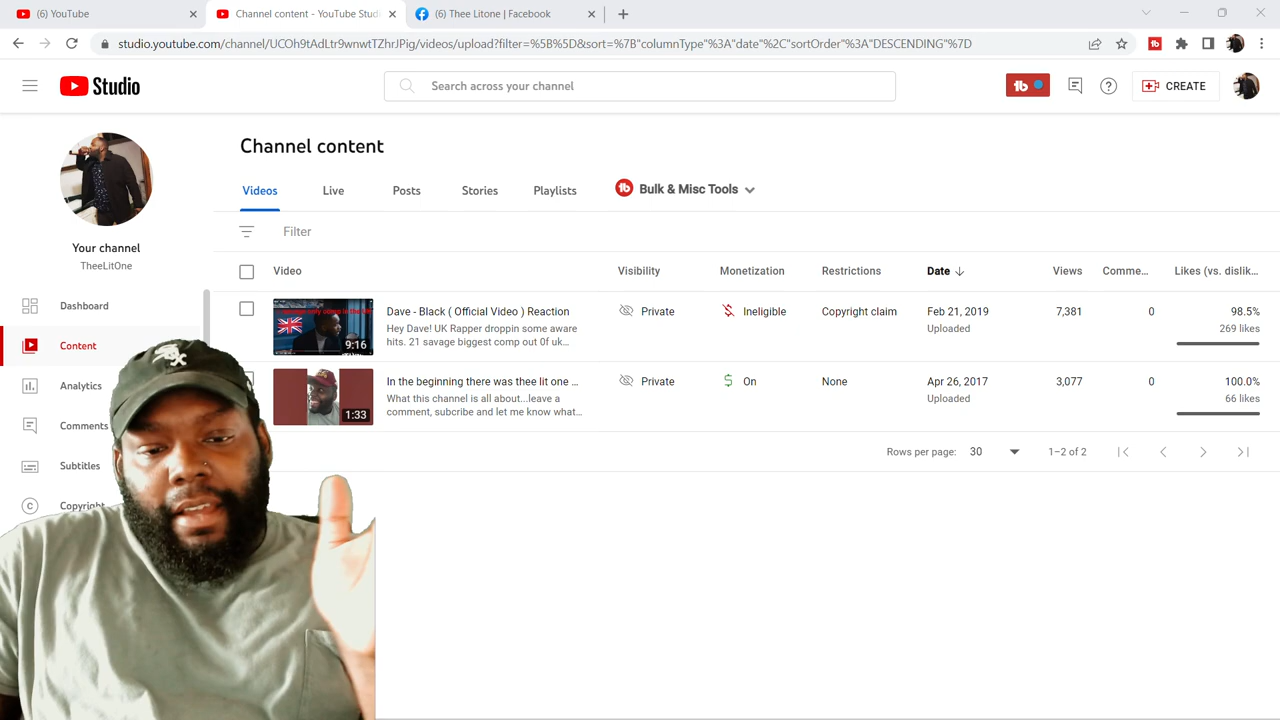 (6) YouTube
Channel content - YouTube Stud
(6) Thee Litone | Facebook
studio.youtube.com/channel/UCOh9tAdLtr9wnwtTZhrJPig/videos/upload?filter=%5B%5D&sort=%7B"columnType"%3A"date"%2C"sortOrder"%3A"DESCENDING"%7D
Studio
Search across your channel
CREATE
Your channel
TheeLitOne
Dashboard
Content
Analytics
Comments
Subtitles
Copyright
Channel content
Videos Live Posts Stories Playlists Bulk & Misc Tools
Filter
Video Visibility Monetization Restrictions Date Views Comme... Likes (vs. dislik...
Dave - Black ( Official Video ) Reaction Private Ineligible Copyright claim Feb 21, 2019 7,381 0 98.5%
Hey Dave! UK Rapper droppin some aware Uploaded 269 likes
hits. 21 savage biggest comp out 0f uk...
9:16
In the beginning there was thee lit one ... Private On None Apr 26, 2017 3,077 0 100.0%
What this channel is all about...leave a Uploaded 66 likes
comment, subcribe and let me know what...
1:33
Rows per page: 30 1–2 of 2